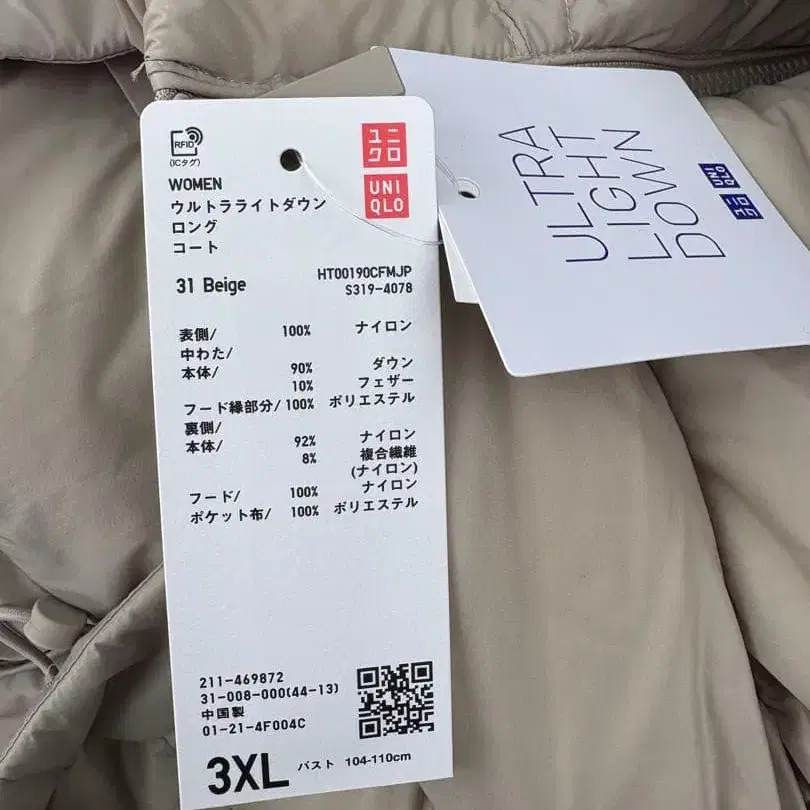 RFID
(ICタグ)
ユニ
クロ
UNI
QLO
WOMEN
ウルトラライトダウン
ロング
コート
31 Beige
HT00190CFMJP
S319-4078
表側/ 100% ナイロン
中わた/
本体/ 90% ダウン
10% フェザー
フード縁部分/ 100% ポリエステル
裏側/
本体/ 92% ナイロン
8% 複合繊維
(ナイロン)
フード/ 100% ナイロン
ポケット布/ 100% ポリエステル
211-469872
31-008-000(44-13)
中国製
01-21-4F004C
3XL バスト 104-110cm
ULTRA
LIGHT
DOWN
UNI
QLO
ユニ
クロ